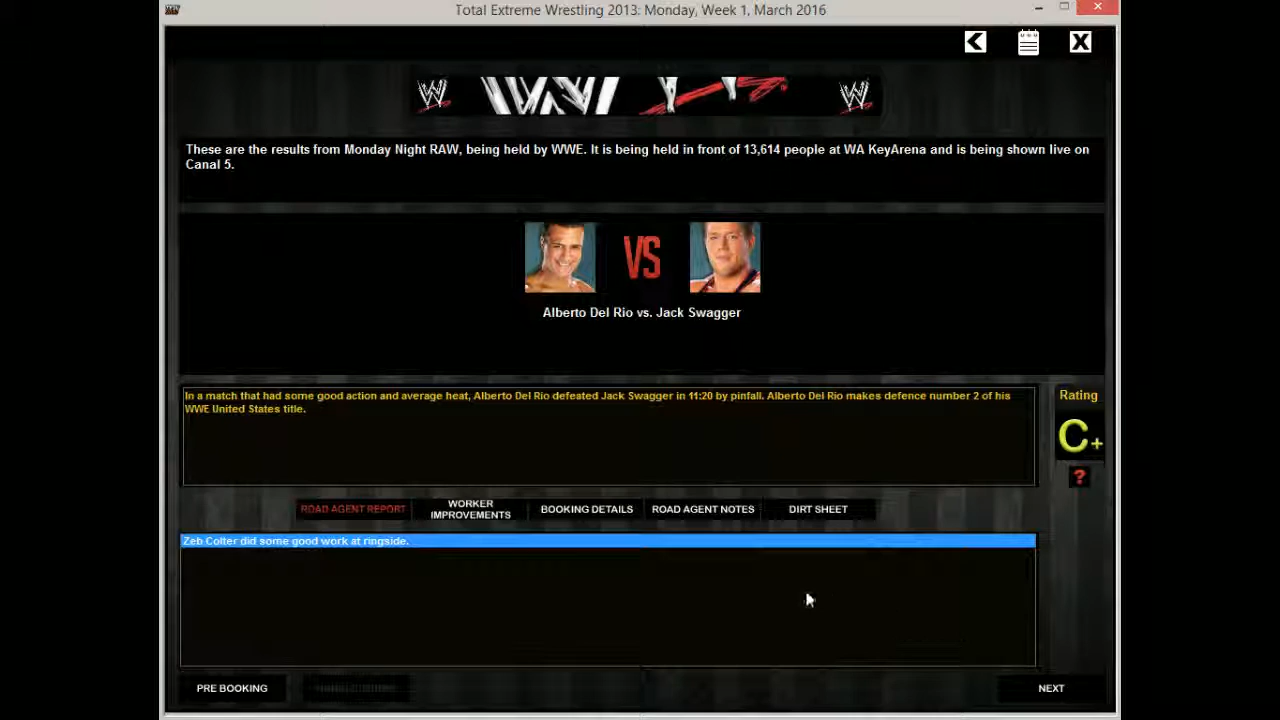 Total Extreme Wrestling 2013: Monday, Week 1, March 2016
These are the results from Monday Night RAW, being held by WWE. It is being held in front of 13,614 people at WA KeyArena and is being shown live on
Canal 5.
VS
Alberto Del Rio vs. Jack Swagger
In a match that had some good action and average heat, Alberto Del Rio defeated Jack Swagger in 11:20 by pinfall. Alberto Del Rio makes defence number 2 of his
WWE United States title.
Rating
C+
?
ROAD AGENT REPORT
WORKER
IMPROVEMENTS
BOOKING DETAILS
ROAD AGENT NOTES
DIRT SHEET
Zeb Colter did some good work at ringside.
PRE BOOKING
NEXT